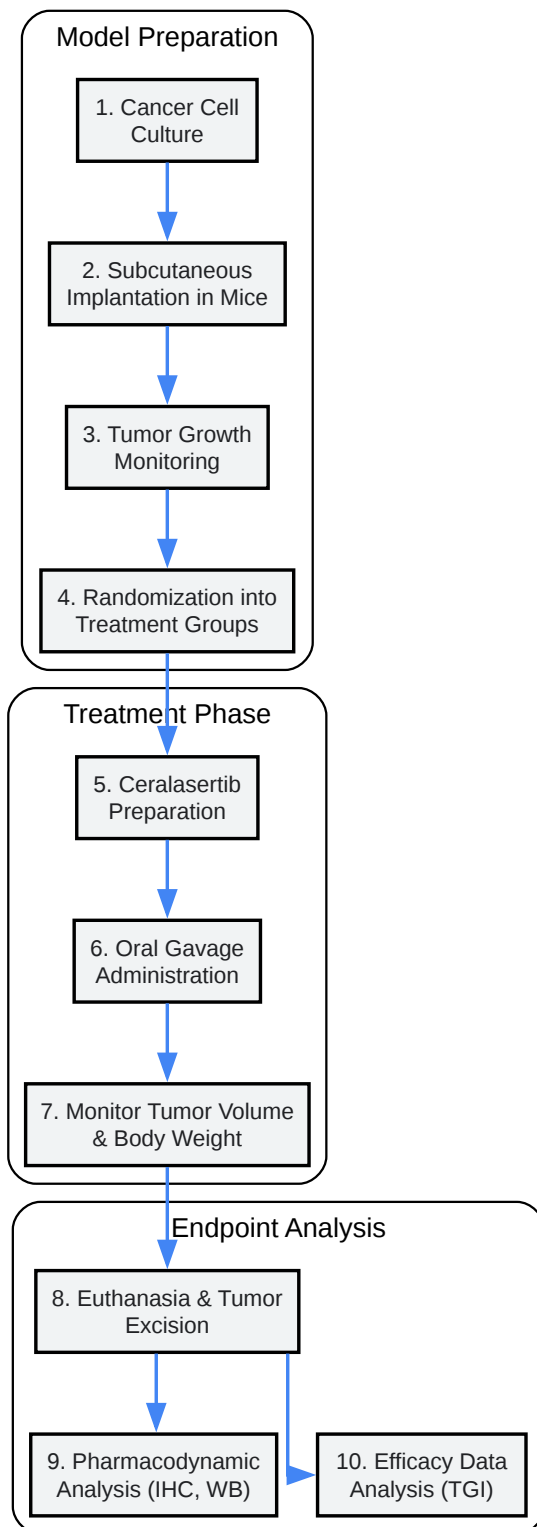 Model Preparation
1. Cancer Cell
Culture
2. Subcutaneous
Implantation in Mice
3. Tumor Growth
Monitoring
4. Randomization into
Treatment Groups
Treatment Phase
5. Ceralasertib
Preparation
6. Oral Gavage
Administration
7. Monitor Tumor Volume
& Body Weight
Endpoint Analysis
8. Euthanasia & Tumor
Excision
9. Pharmacodynamic
Analysis (IHC, WB)
10. Efficacy Data
Analysis (TGI)